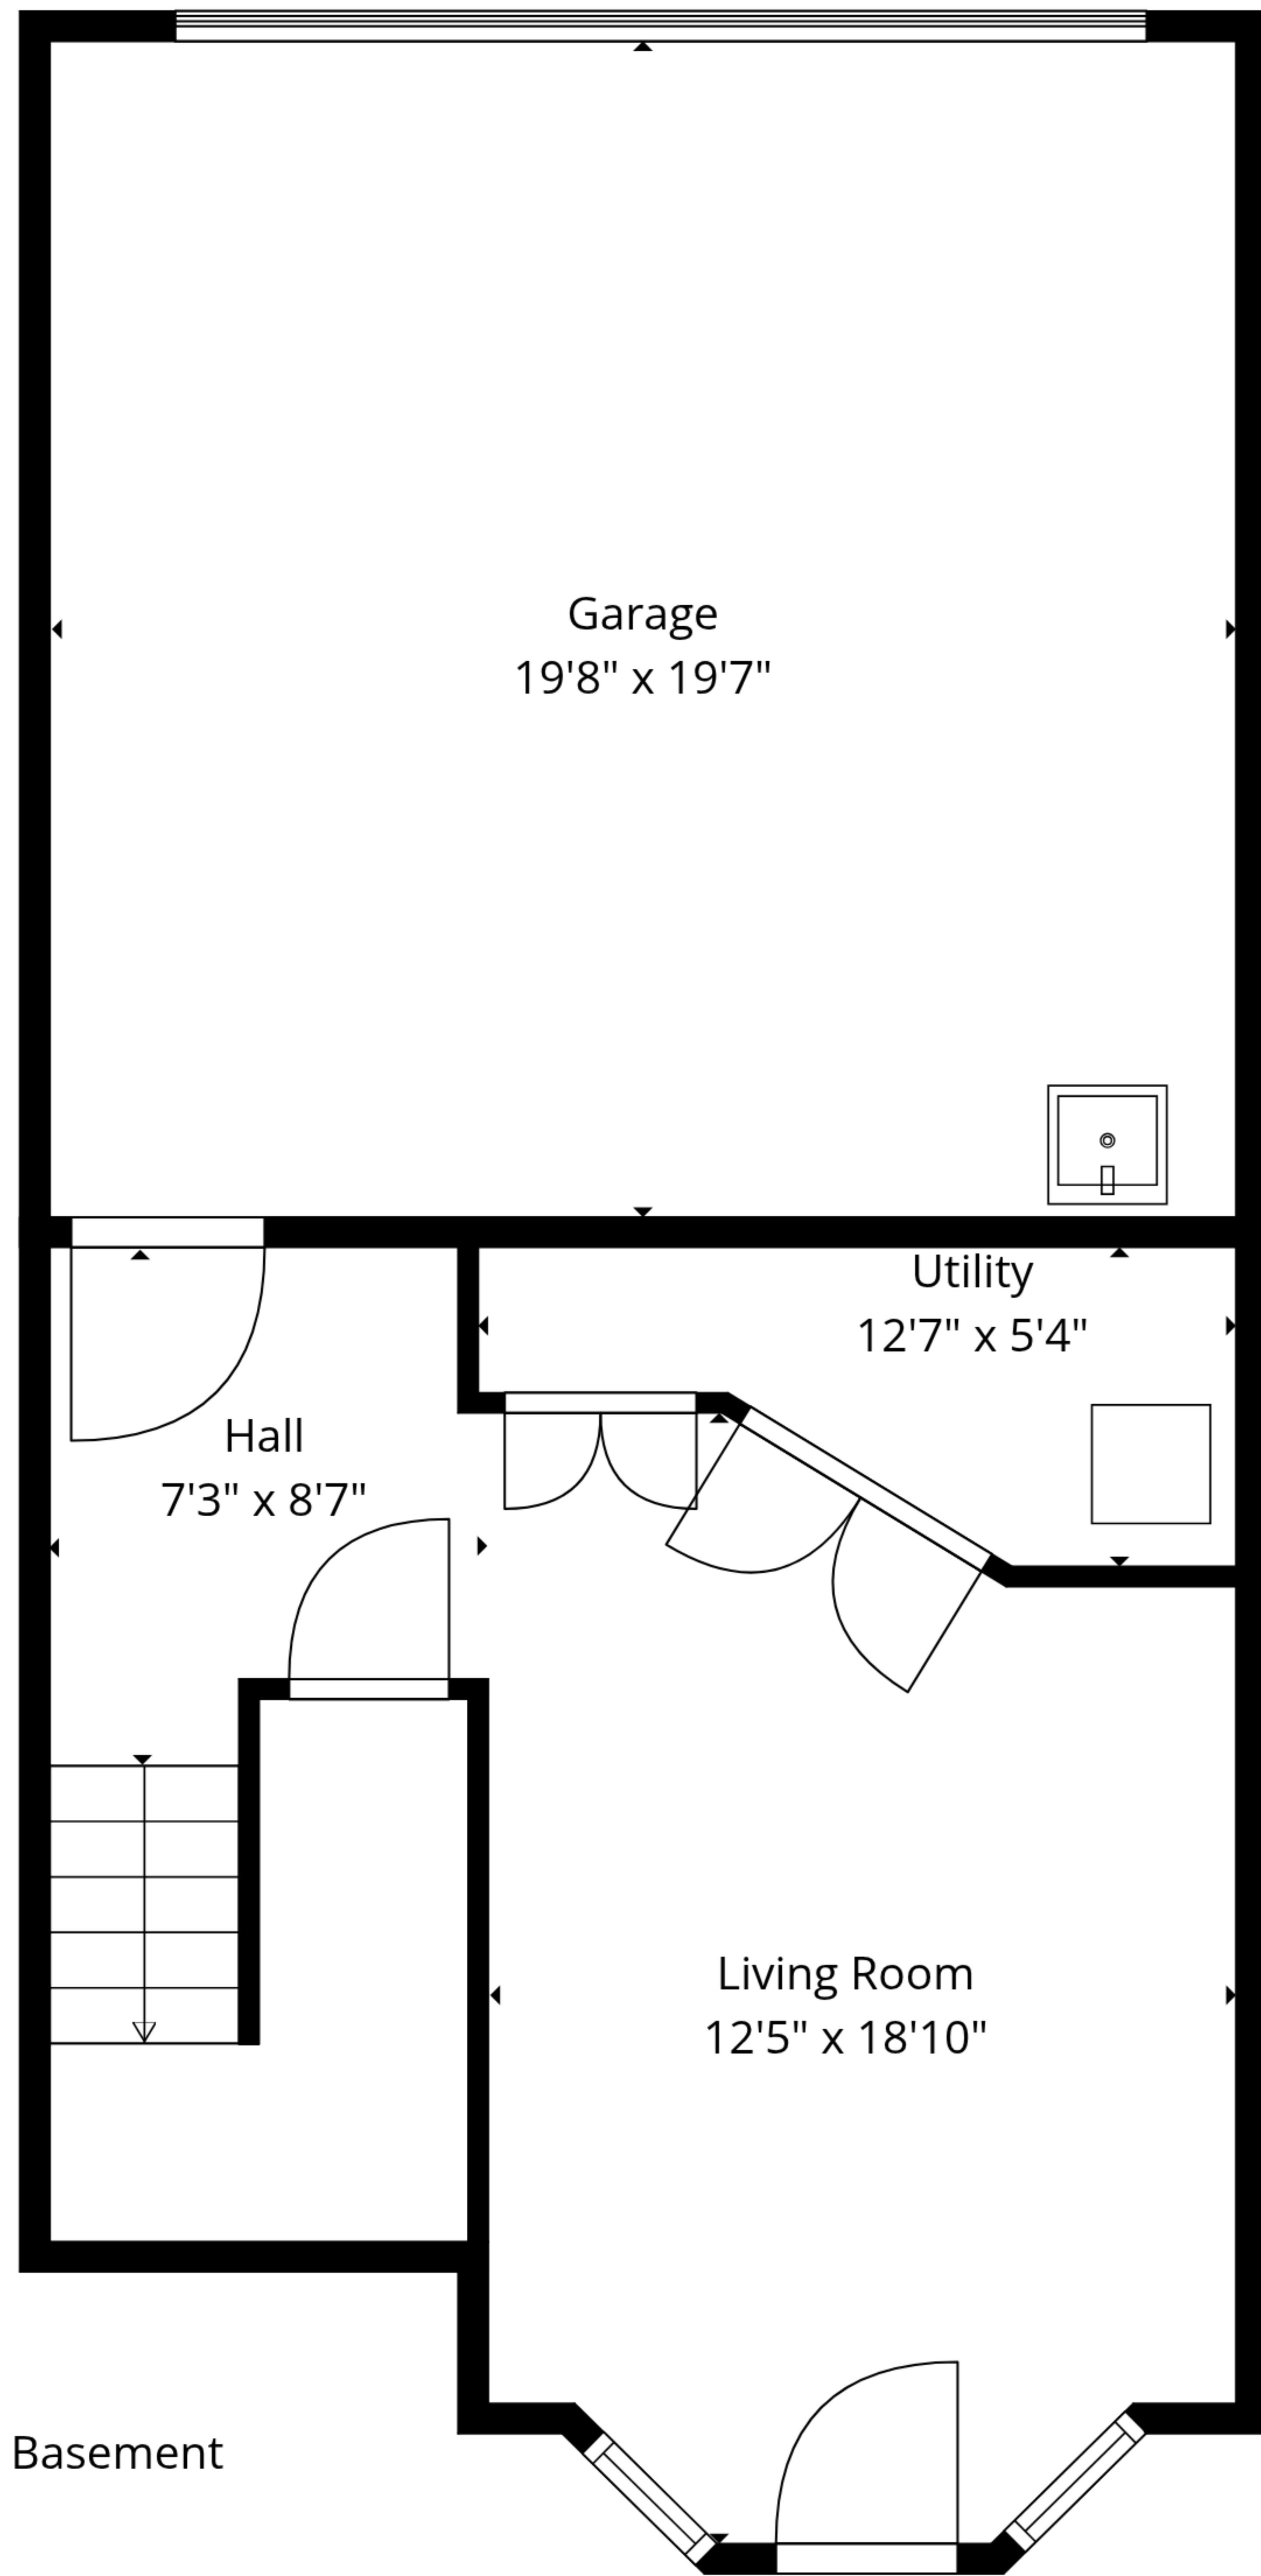 Garage
19'8" x 19'7"
Utility
12'7" x 5'4"
Hall
7'3" x 8'7"
Living Room
12'5" x 18'10"
Basement